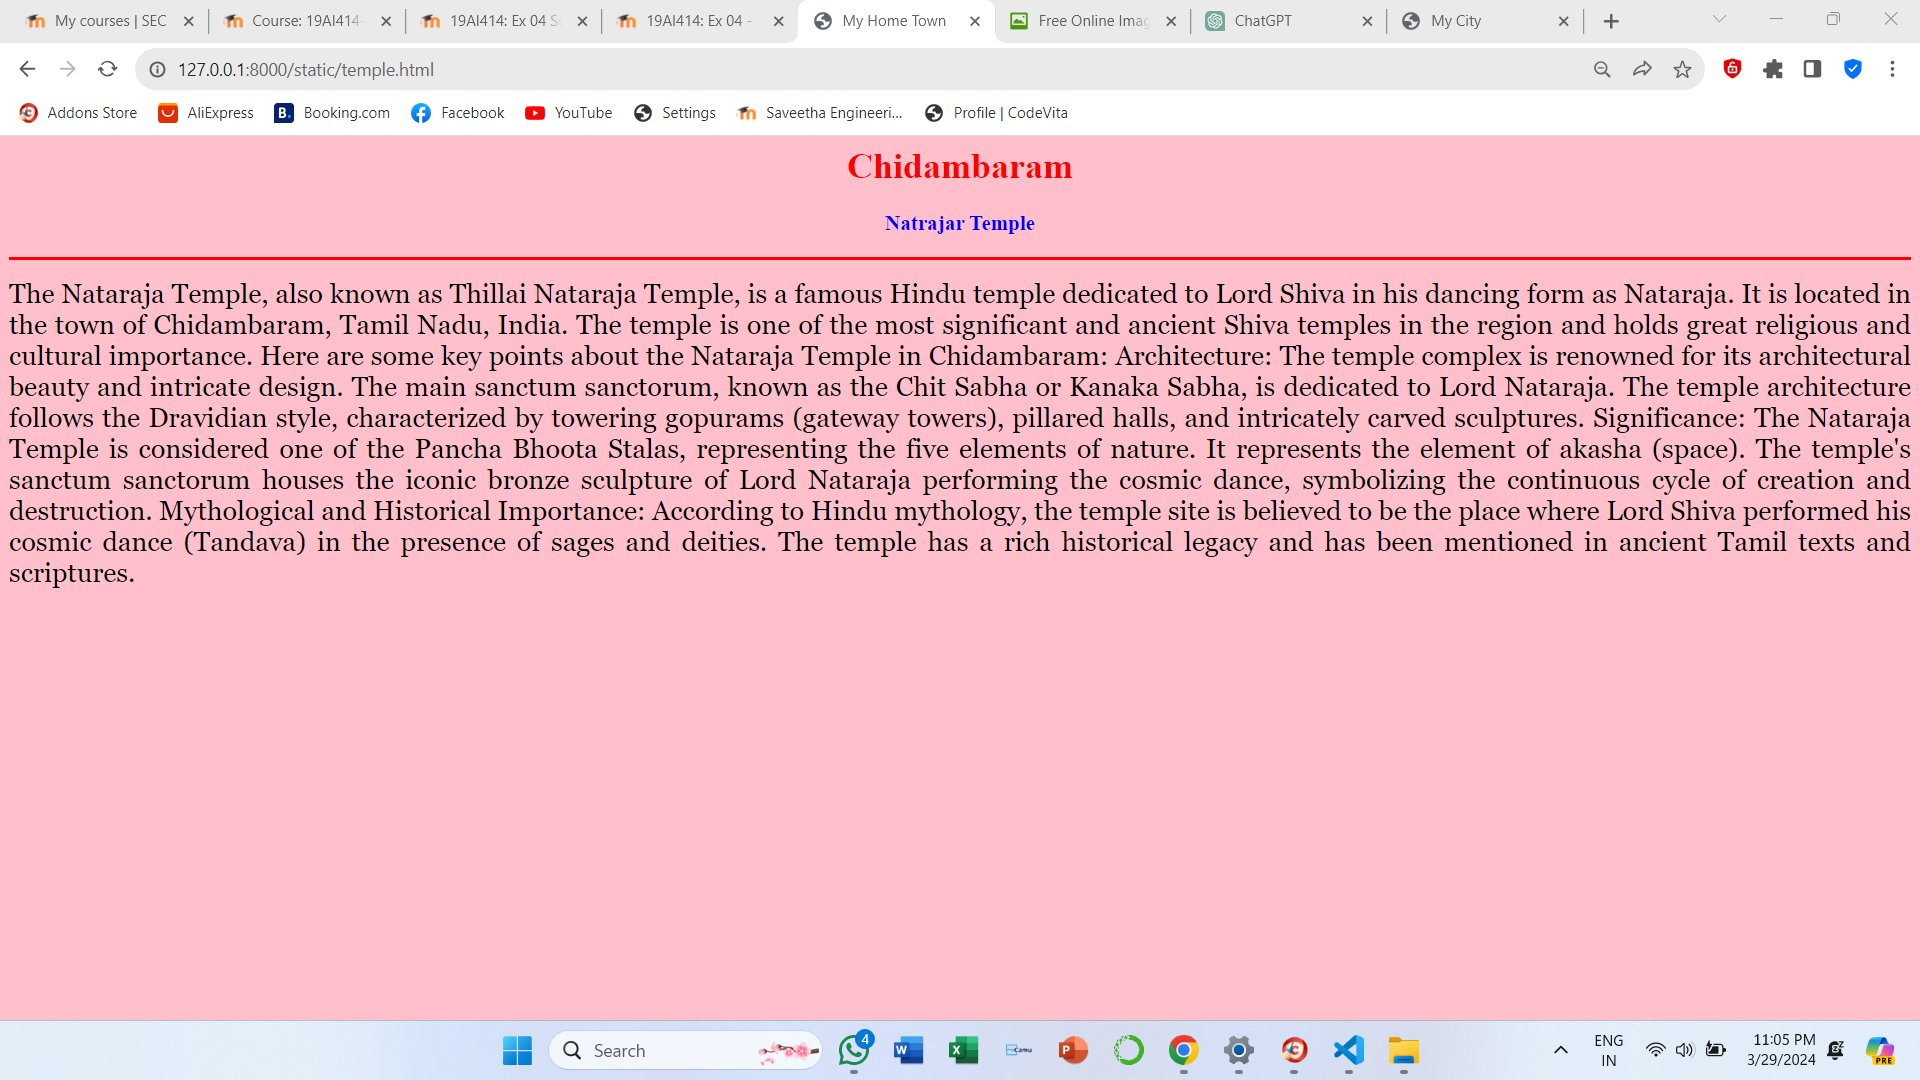 My courses | SEC
Course: 19AI414-
19AI414: Ex 04 S
19AI414: Ex 04 -
My Home Town
Free Online Imag
ChatGPT
My City
127.0.0.1:8000/static/temple.html
Addons Store
AliExpress
B.
Booking.com
Facebook
YouTube
Settings
Saveetha Engineeri...
Profile | CodeVita
Chidambaram
Natrajar Temple
The Nataraja Temple, also known as Thillai Nataraja Temple, is a famous Hindu temple dedicated to Lord Shiva in his dancing form as Nataraja. It is located in
the town of Chidambaram, Tamil Nadu, India. The temple is one of the most significant and ancient Shiva temples in the region and holds great religious and
cultural importance. Here are some key points about the Nataraja Temple in Chidambaram: Architecture: The temple complex is renowned for its architectural
beauty and intricate design. The main sanctum sanctorum, known as the Chit Sabha or Kanaka Sabha, is dedicated to Lord Nataraja. The temple architecture
follows the Dravidian style, characterized by towering gopurams (gateway towers), pillared halls, and intricately carved sculptures. Significance: The Nataraja
Temple is considered one of the Pancha Bhoota Stalas, representing the five elements of nature. It represents the element of akasha (space). The temple's
sanctum sanctorum houses the iconic bronze sculpture of Lord Nataraja performing the cosmic dance, symbolizing the continuous cycle of creation and
destruction. Mythological and Historical Importance: According to Hindu mythology, the temple site is believed to be the place where Lord Shiva performed his
cosmic dance (Tandava) in the presence of sages and deities. The temple has a rich historical legacy and has been mentioned in ancient Tamil texts and
scriptures.
Search
4
W
X
Camu
P
ENG
IN
11:05 PM
3/29/2024
PRE